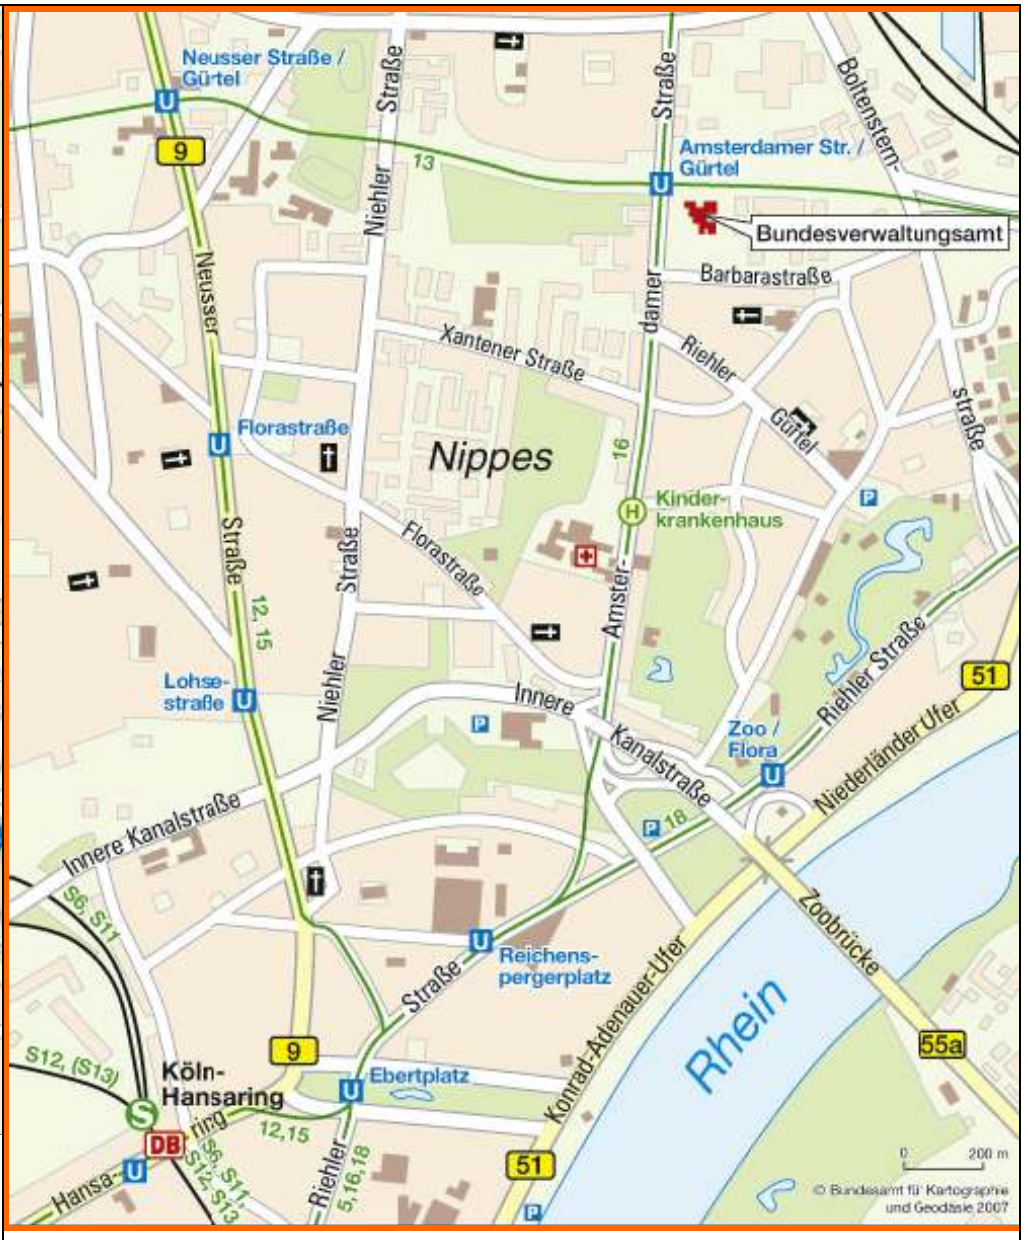 Neusser Straße /
Gürtel
U
9
13
Niehler
Straße
Straße
Amsterdamer Str. /
Gürtel
U
Boltenstern-
Bundesverwaltungsamt
Barbarastraße
Neusser
damer
Xantener Straße
Riehler
Gürtel
straße
Florastraße
U
Nippes
16
H
Kinder-
krankenhaus
P
Straße
Straße
Florastraße
Amster-
12, 15
Niehler
Lohse-
straße
U
Innere
P
Kanalstraße
Zoo /
Flora
U
Riehler Straße
51
Niederländer Ufer
Innere Kanalstraße
P
18
S6, S11
Zoobrücke
U
Reichens-
pergerplatz
Straße
Konrad-Adenauer-Ufer
Rhein
55a
9
S12, (S13)
Köln-
Hansaring
S
DB
U
Hansa-
ring
12,15
U
Ebertplatz
S6, S11,
S12, S13
Riehler
5,16,18
51
P
0 200 m
© Bundesamt für Kartographie
und Geodäsie 2007